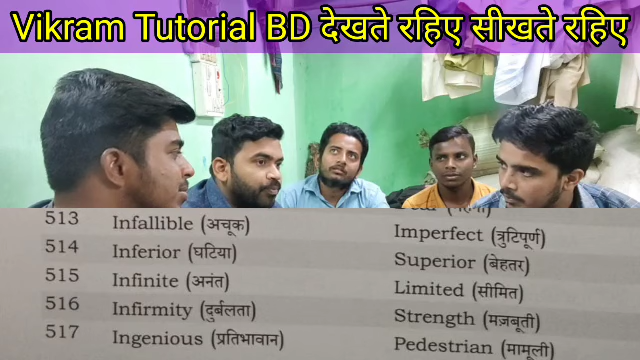 Vikram Tutorial BD देखते रहिए सीखते रहिए
513 Infallible (अचूक) Imperfect (त्रुटिपूर्ण)
514 Inferior (घटिया) Superior (बेहतर)
515 Infinite (अनंत) Limited (सीमित)
516 Infirmity (दुर्बलता) Strength (मज़बूती)
517 Ingenious (प्रतिभावान) Pedestrian (मामूली)